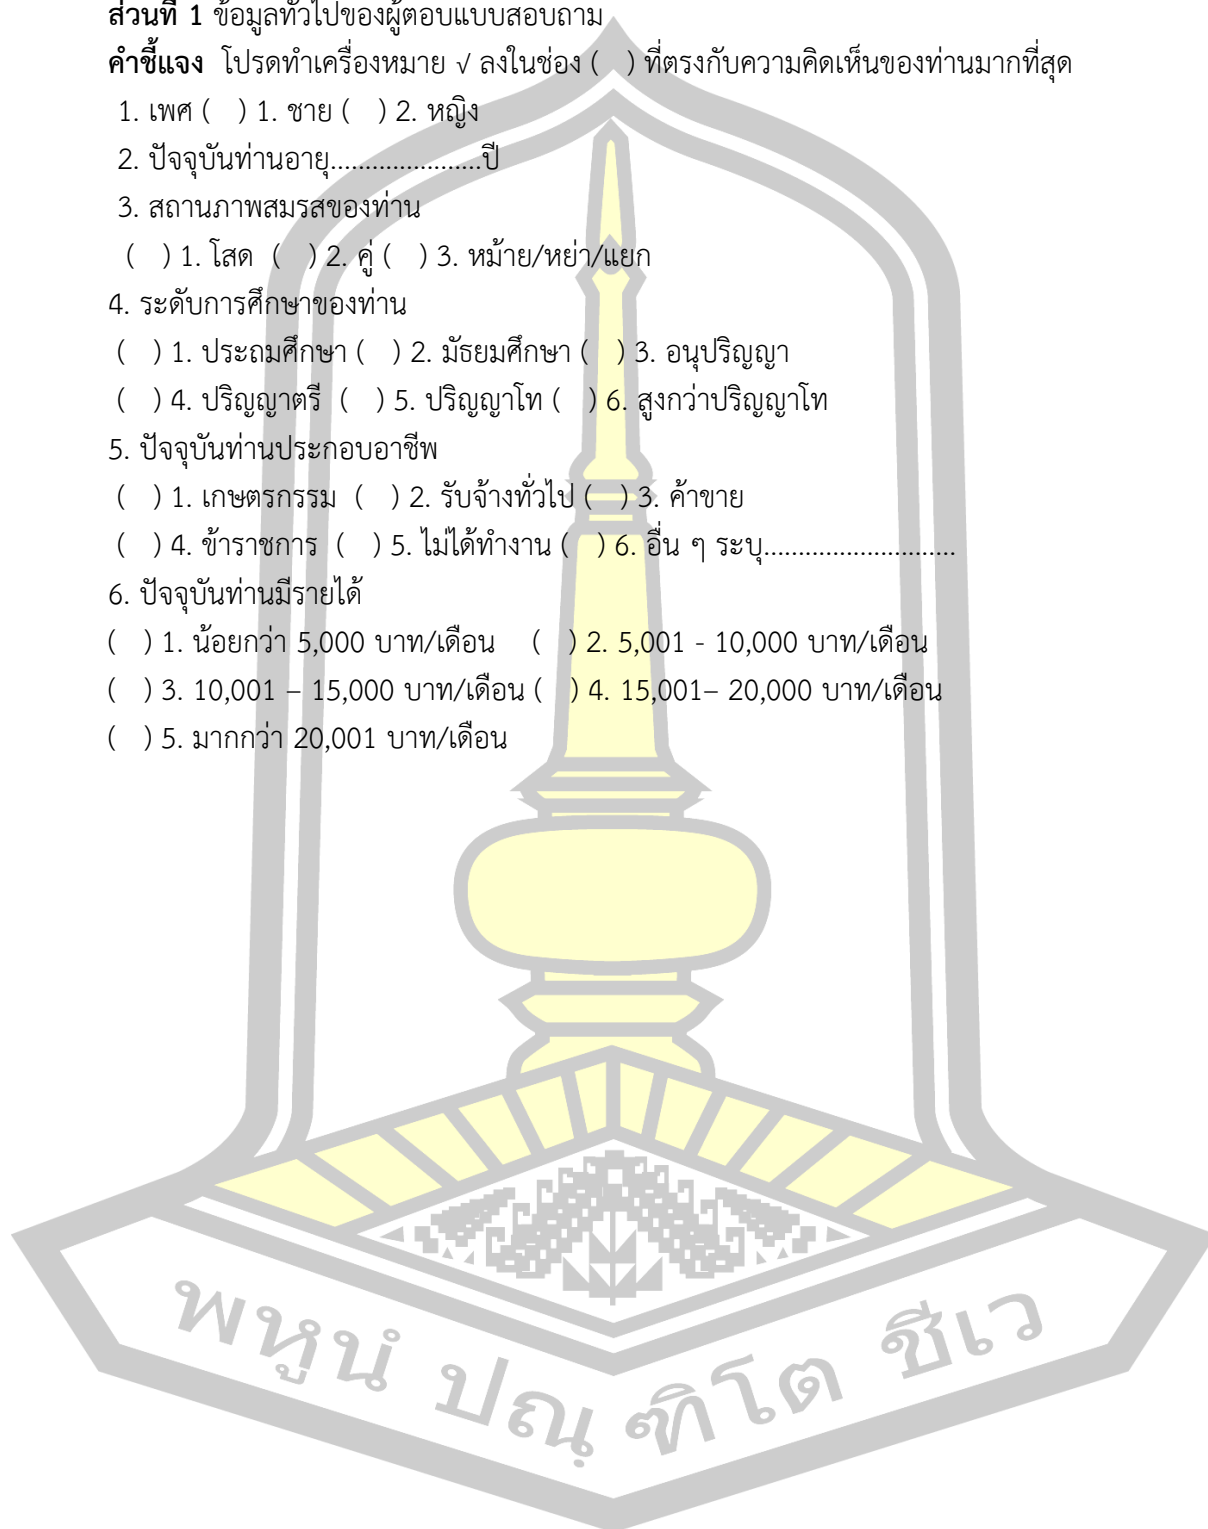 ส่วนที่ 1 ข้อมูลทั่วไปของผู้ตอบแบบสอบถาม
คำชี้แจง โปรดทำเครื่องหมาย √ ลงในช่อง ( ) ที่ตรงกับความคิดเห็นของท่านมากที่สุด
1. เพศ ( ) 1. ชาย ( ) 2. หญิง
2. ปัจจุบันท่านอายุ......................ปี
3. สถานภาพสมรสของท่าน
( ) 1. โสด ( ) 2. คู่ ( ) 3. หม้าย/หย่า/แยก
4. ระดับการศึกษาของท่าน
( ) 1. ประถมศึกษา ( ) 2. มัธยมศึกษา ( ) 3. อนุปริญญา
( ) 4. ปริญญาตรี ( ) 5. ปริญญาโท ( ) 6. สูงกว่าปริญญาโท
5. ปัจจุบันท่านประกอบอาชีพ
( ) 1. เกษตรกรรม ( ) 2. รับจ้างทั่วไป ( ) 3. ค้าขาย
( ) 4. ข้าราชการ ( ) 5. ไม่ได้ทำงาน ( ) 6. อื่น ๆ ระบุ............................
6. ปัจจุบันท่านมีรายได้
( ) 1. น้อยกว่า 5,000 บาท/เดือน ( ) 2. 5,001 - 10,000 บาท/เดือน
( ) 3. 10,001 – 15,000 บาท/เดือน ( ) 4. 15,001– 20,000 บาท/เดือน
( ) 5. มากกว่า 20,001 บาท/เดือน
พหูนํ ปณฺฑิโต ชีเว